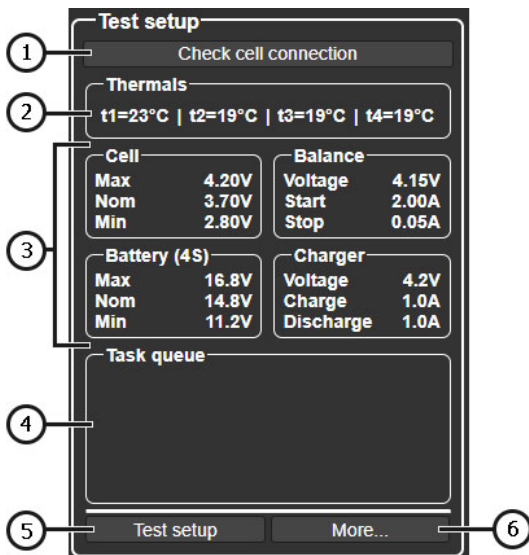 Test setup
1
Check cell connection
Thermals
2
t1=23°C | t2=19°C | t3=19°C | t4=19°C
3
Cell
Max 4.20V
Nom 3.70V
Min 2.80V
Balance
Voltage 4.15V
Start 2.00A
Stop 0.05A
Battery (4S)
Max 16.8V
Nom 14.8V
Min 11.2V
Charger
Voltage 4.2V
Charge 1.0A
Discharge 1.0A
Task queue
4
5
Test setup
More...
6